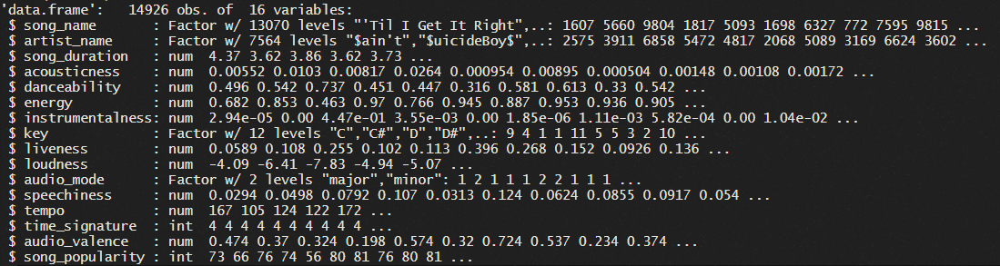 'data.frame':   14926 obs. of  16 variables:
 $ song_name       : Factor w/ 13070 levels "'Til I Get It Right",..: 1607 5660 9804 1817 5093 1698 6327 772 7595 9815 ...
 $ artist_name     : Factor w/ 7564 levels "$ain't","$uicideBoy$",..: 2575 3911 6858 5472 4817 2068 5089 3169 6624 3602 ...
 $ song_duration   : num  4.37 3.62 3.86 3.62 3.73 ...
 $ acousticness    : num  0.00552 0.0103 0.00817 0.0264 0.000954 0.00895 0.000504 0.00148 0.00108 0.00172 ...
 $ danceability    : num  0.496 0.542 0.737 0.451 0.447 0.316 0.581 0.613 0.33 0.542 ...
 $ energy          : num  0.682 0.853 0.463 0.97 0.766 0.945 0.887 0.953 0.936 0.905 ...
 $ instrumentalness: num  2.94e-05 0.00 4.47e-01 3.55e-03 0.00 1.85e-06 1.11e-03 5.82e-04 0.00 1.04e-02 ...
 $ key             : Factor w/ 12 levels "C","C#","D","D#",..: 9 4 1 1 11 5 5 3 2 10 ...
 $ liveness        : num  0.0589 0.108 0.255 0.102 0.113 0.396 0.268 0.152 0.0926 0.136 ...
 $ loudness        : num  -4.09 -6.41 -7.83 -4.94 -5.07 ...
 $ audio_mode      : Factor w/ 2 levels "major","minor": 1 2 1 1 1 2 2 1 1 1 ...
 $ speechiness     : num  0.0294 0.0498 0.0792 0.107 0.0313 0.124 0.0624 0.0855 0.0917 0.054 ...
 $ tempo           : num  167 105 124 122 172 ...
 $ time_signature  : int  4 4 4 4 4 4 4 4 4 4 ...
 $ audio_valence   : num  0.474 0.37 0.324 0.198 0.574 0.32 0.724 0.537 0.234 0.374 ...
 $ song_popularity : int  73 66 76 74 56 80 81 76 80 81 ...